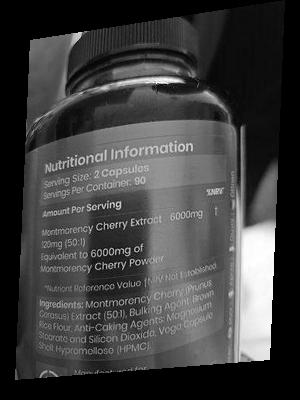 Nutritional Information
Serving Size: 2 Capsules
Servings Per Container: 90
Amount Per Serving %NRV*
Montmorency Cherry Extract 6000mg †
120mg (50:1)
Equivalent to 6000mg of
Montmorency Cherry Powder
*Nutrient Reference Value (NRV) Not Established
Ingredients: Montmorency Cherry (Prunus
Cerasus) Extract (50:1), Bulking Agent Brown
Rice Flour, Anti-Caking Agents: Magnesium
Stearate and Silicon Dioxide, Vega Capsule
Shell Hypromellose (HPMC).
Manufactured for